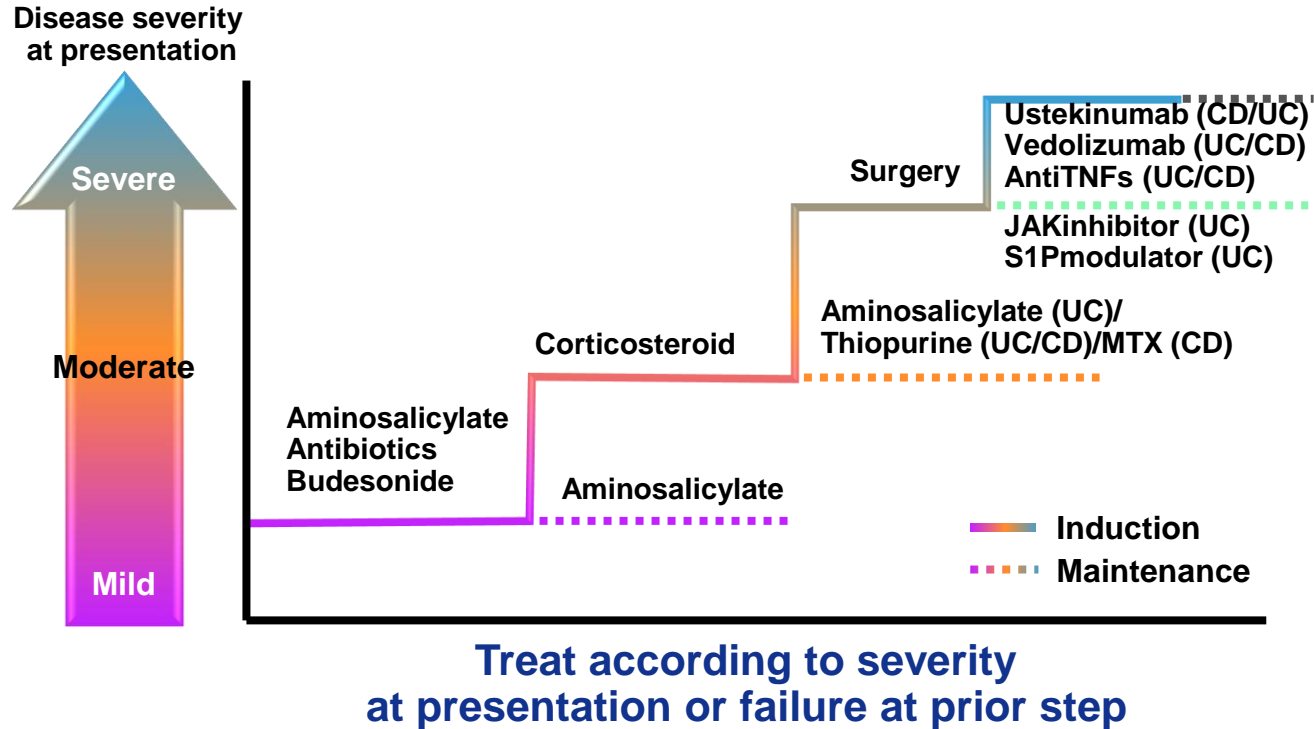 Disease severity
at presentation
Severe
Moderate
Mild
Aminosalicylate
Antibiotics
Budesonide
Aminosalicylate
Corticosteroid
Aminosalicylate (UC)/
Thiopurine (UC/CD)/MTX (CD)
Surgery
Ustekinumab (CD/UC)
Vedolizumab (UC/CD)
AntiTNFs (UC/CD)
JAKinhibitor (UC)
S1Pmodulator (UC)
Induction
Maintenance
Treat according to severity
at presentation or failure at prior step